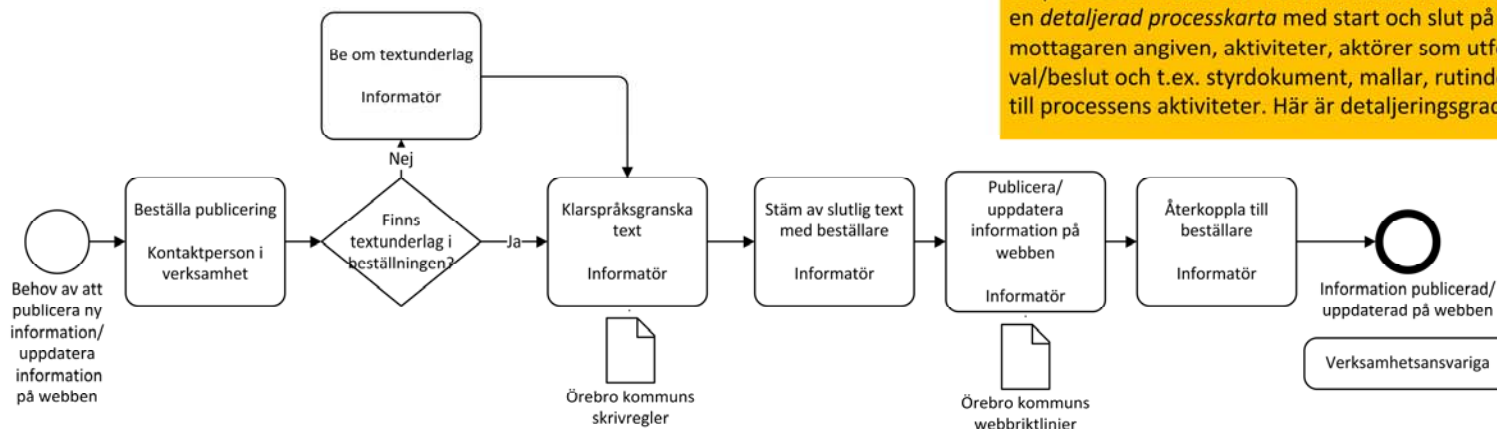 en detaljerad processkarta med start och slut på
mottagaren angiven, aktiviteter, aktörer som
val/beslut och t.ex. styrdokument, mallar,
till processens aktiviteter. Här är
Be om textunderlag
Informatör
Nej
Beställa publicering
Kontaktperson i
verksamhet
Finns
textunderlag i
beställningen?
Ja
Klarspråksgranska
text
Informatör
Stäm av slutlig text
med beställare
Informatör
Publicera/
uppdatera
information på
webben
Informatör
Återkoppla till
beställare
Informatör
Behov av att
publicera ny
information/
uppdatera
information
på webben
Information publicerad/
uppdaterad på webben
Verksamhetsansvariga
Örebro kommuns
skrivregler
Örebro kommuns
webbriktlinjer